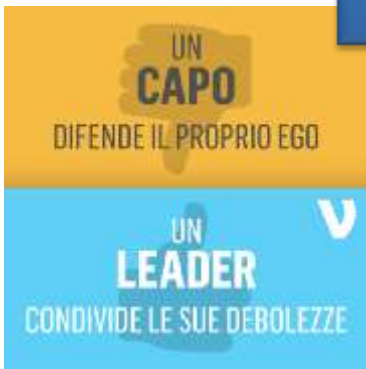 UN
CAPO
DIFENDE IL PROPRIO EGO
UN
LEADER
CONDIVIDE LE SUE DEBOLEZZE